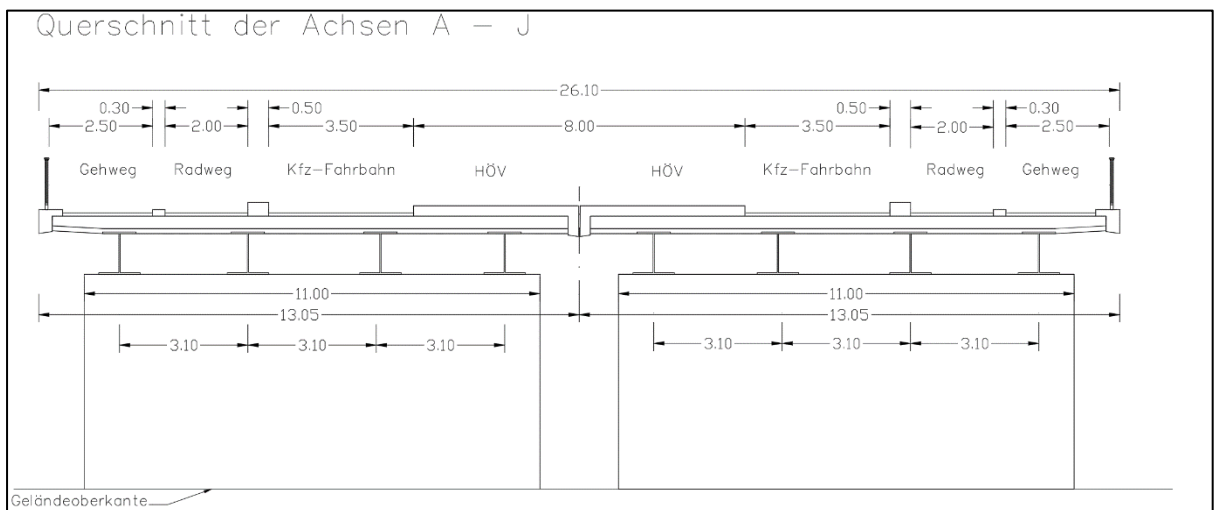 Querschnitt der Achsen A - J
26.10
0.30 0.50 0.50 0.30
2.50 2.00 3.50 8.00 3.50 2.00 2.50
Gehweg Radweg Kfz-Fahrbahn HÖV HÖV Kfz-Fahrbahn Radweg Gehweg
11.00 11.00
13.05 13.05
3.10 3.10 3.10 3.10 3.10 3.10
Geländeoberkante